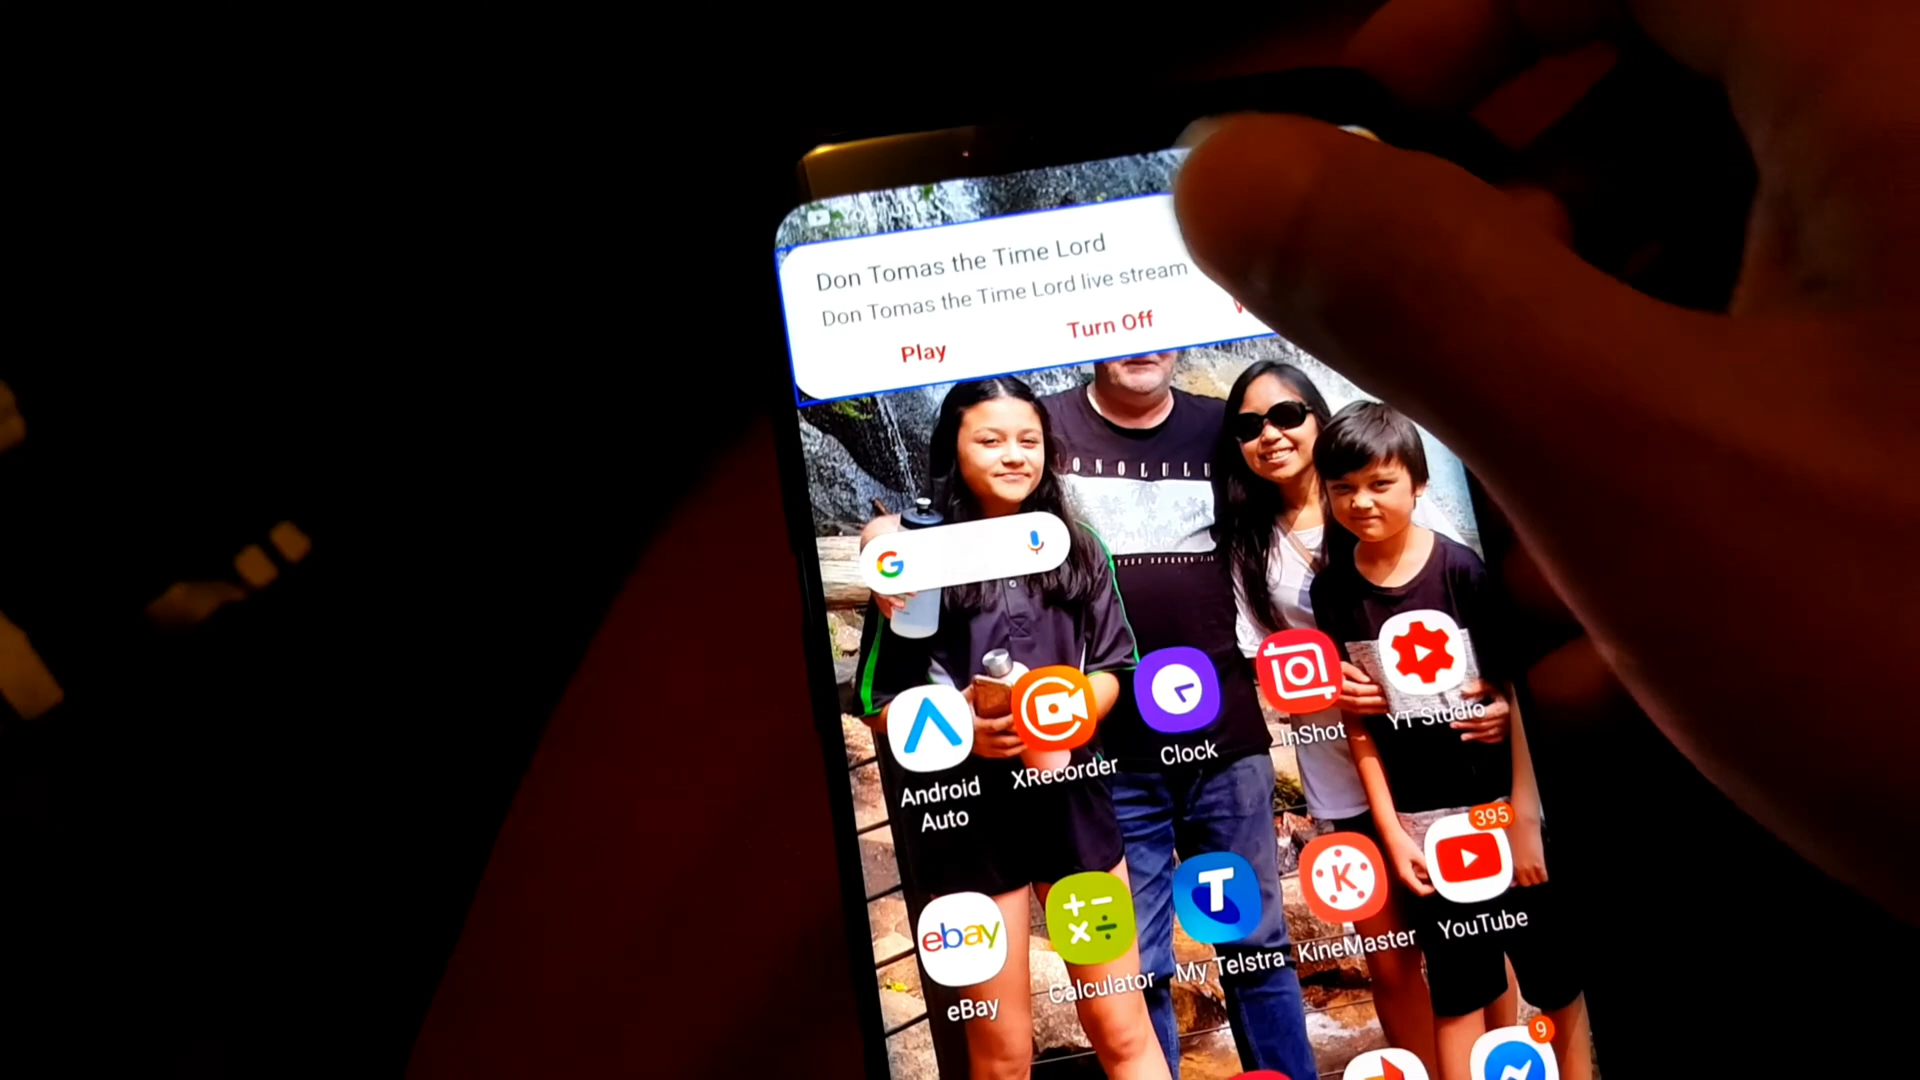 Don Tomas the Time Lord
Don Tomas the Time Lord live stream
Play
Turn Off
ONOLULU
G
Android
Auto
XRecorder
Clock
InShot
YT Studio
395
ebay
eBay
Calculator
T
My Telstra
K
KineMaster
YouTube
9